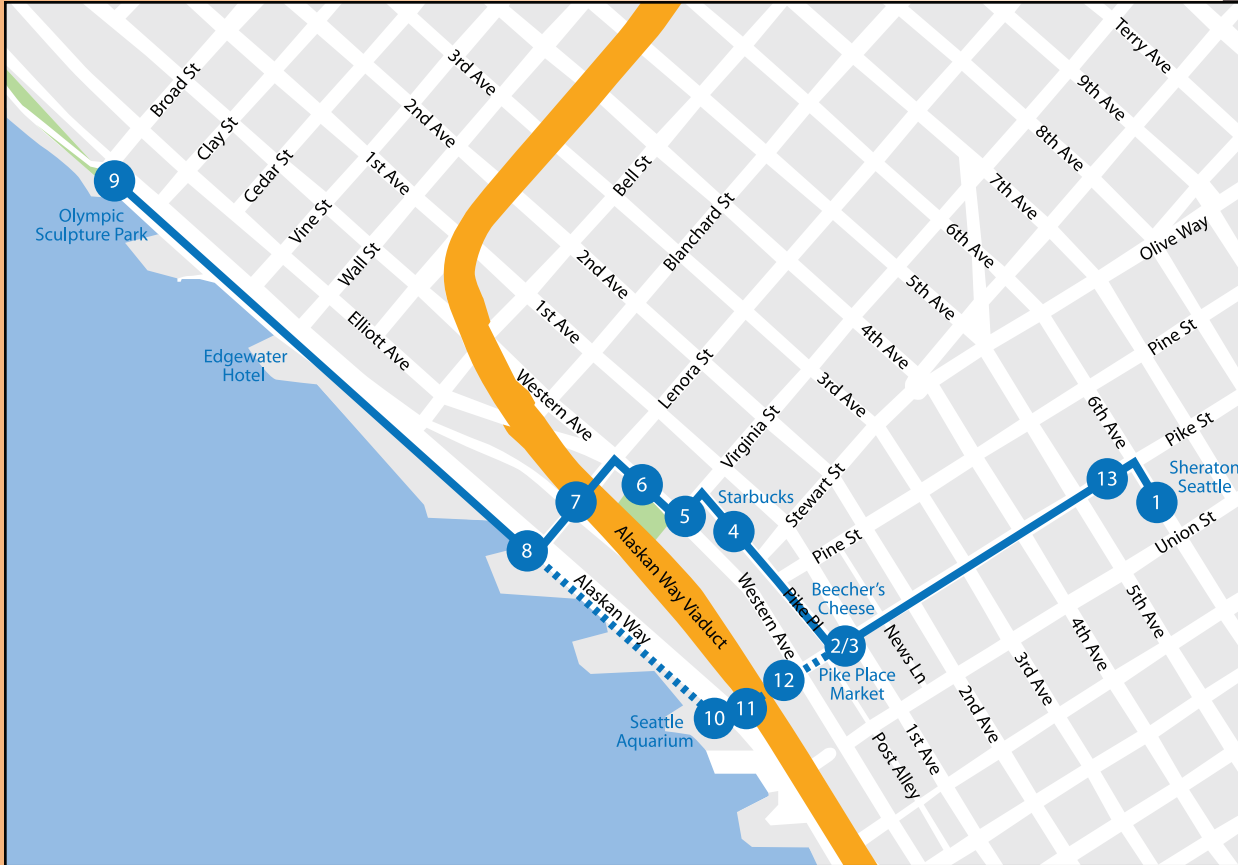 Terry Ave
9th Ave
8th Ave
7th Ave
6th Ave
5th Ave
4th Ave
3rd Ave
3rd Ave
2nd Ave
1st Ave
Broad St
Clay St
Cedar St
Vine St
Wall St
Elliott Ave
Bell St
Blanchard St
2nd Ave
1st Ave
Western Ave
Lenora St
Virginia St
Stewart St
Olive Way
Pine St
Pike St
6th Ave
Union St
5th Ave
4th Ave
3rd Ave
2nd Ave
1st Ave
Post Alley
News Ln
Pine St
Pike Pl
Western Ave
Alaskan Way Viaduct
Alaskan Way
9
Olympic
Sculpture Park
Edgewater
Hotel
8
7
6
5
4
Starbucks
13
1
Sheraton
Seattle
Beecher's
Cheese
2/3
Pike Place
Market
12
11
10
Seattle
Aquarium